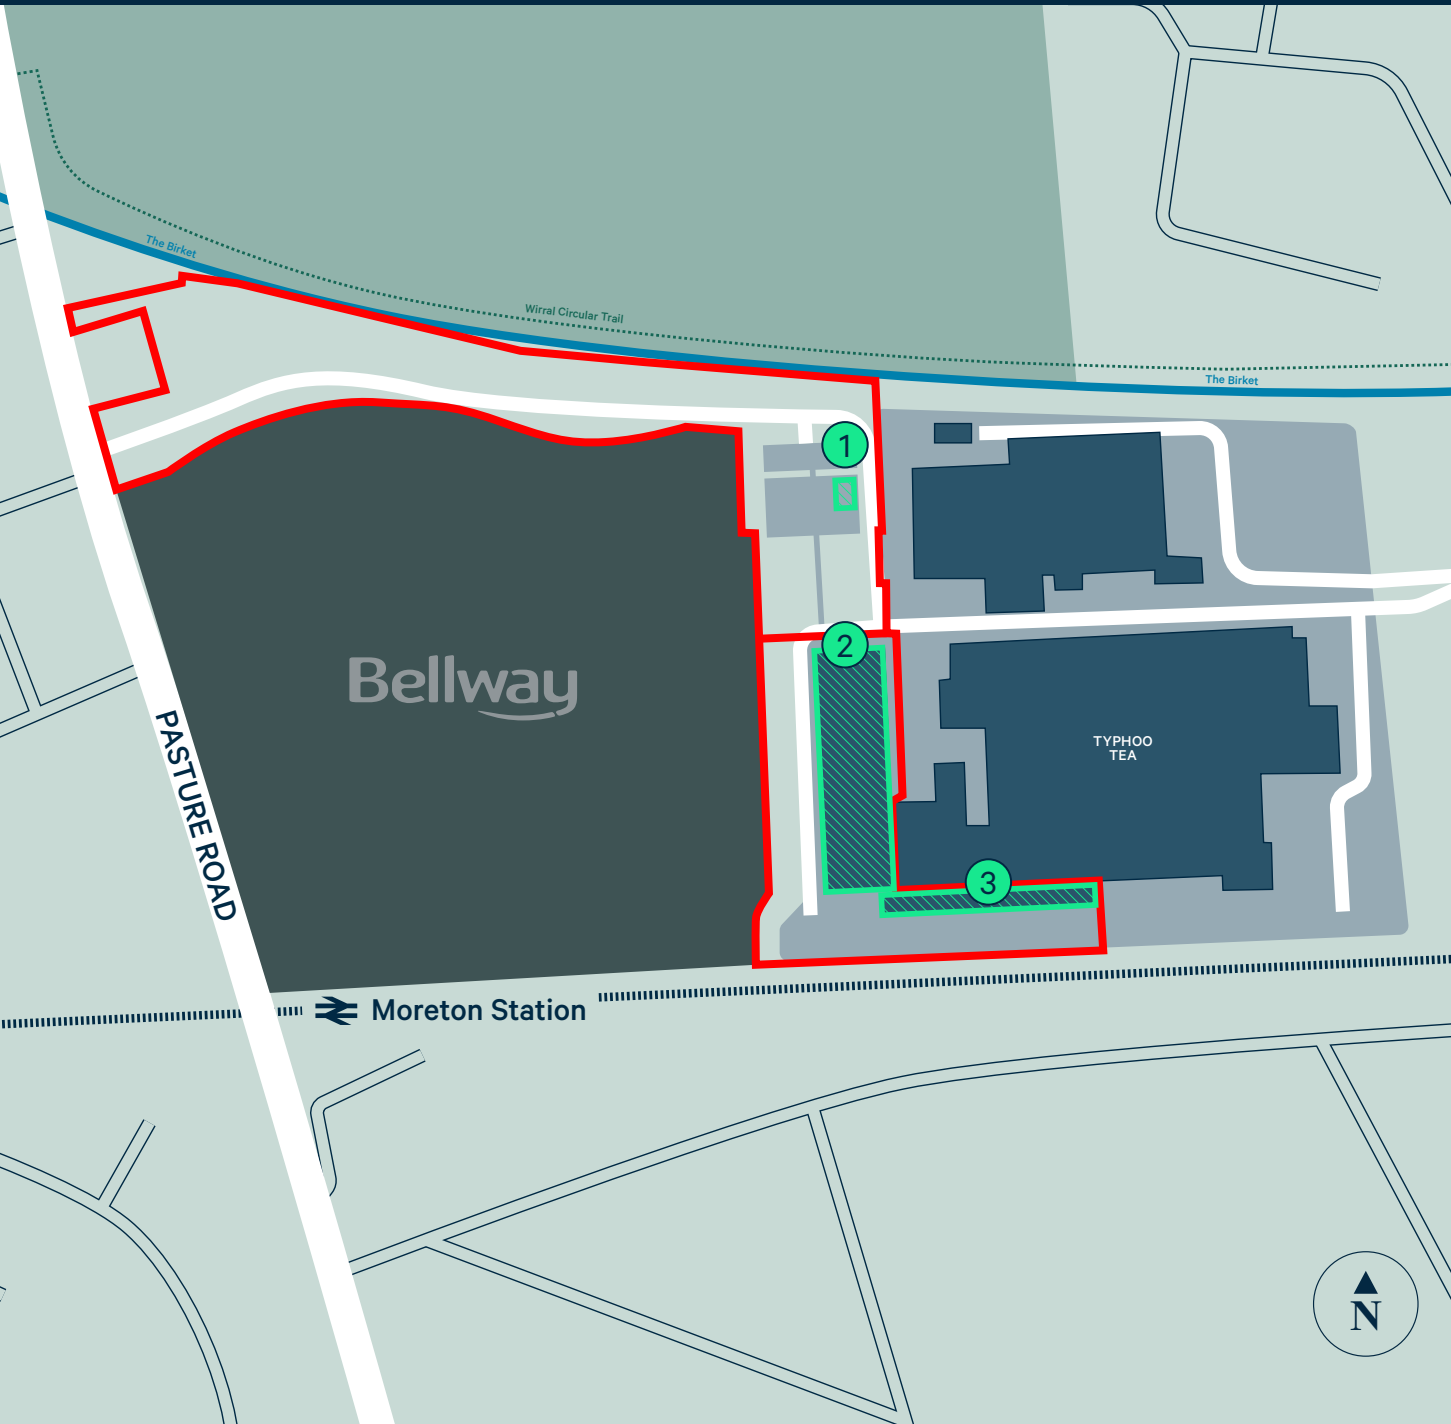 The Birket
Wirral Circular Trail
The Birket
1
2
Bellway
PASTURE ROAD
TYPHOO
TEA
3
Moreton Station
N